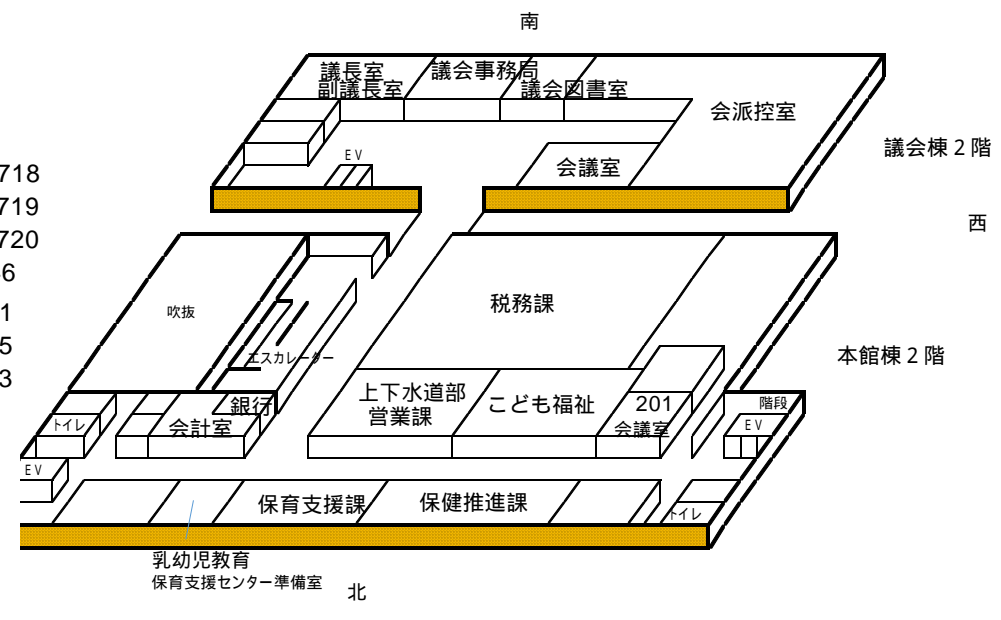 南
議長室
副議長室
議会事務局
議会図書室
会派控室
議会棟２階
718
719
720
6
1
5
3
ＥＶ
会議室
西
吹抜
税務課
エスカレーター
本館棟２階
上下水道部
営業課
こども福祉
201
会議室
階段
ＥＶ
トイレ
銀行
会計室
ＥＶ
保育支援課
保健推進課
トイレ
乳幼児教育
保育支援センター準備室
北